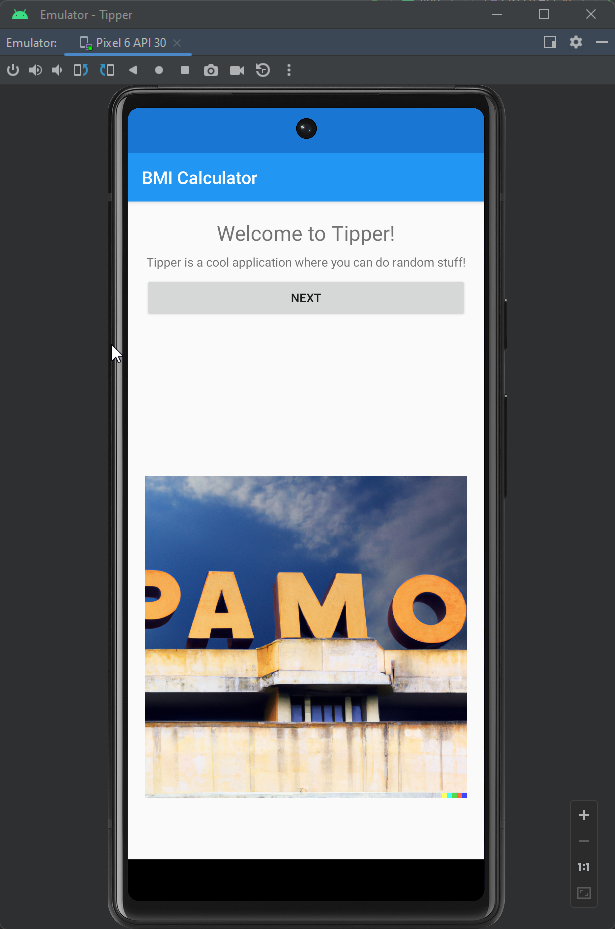 Emulator - Tipper
Emulator:
Pixel 6 API 30
BMI Calculator
Welcome to Tipper!
Tipper is a cool application where you can do random stuff!
NEXT
PAMO
1:1